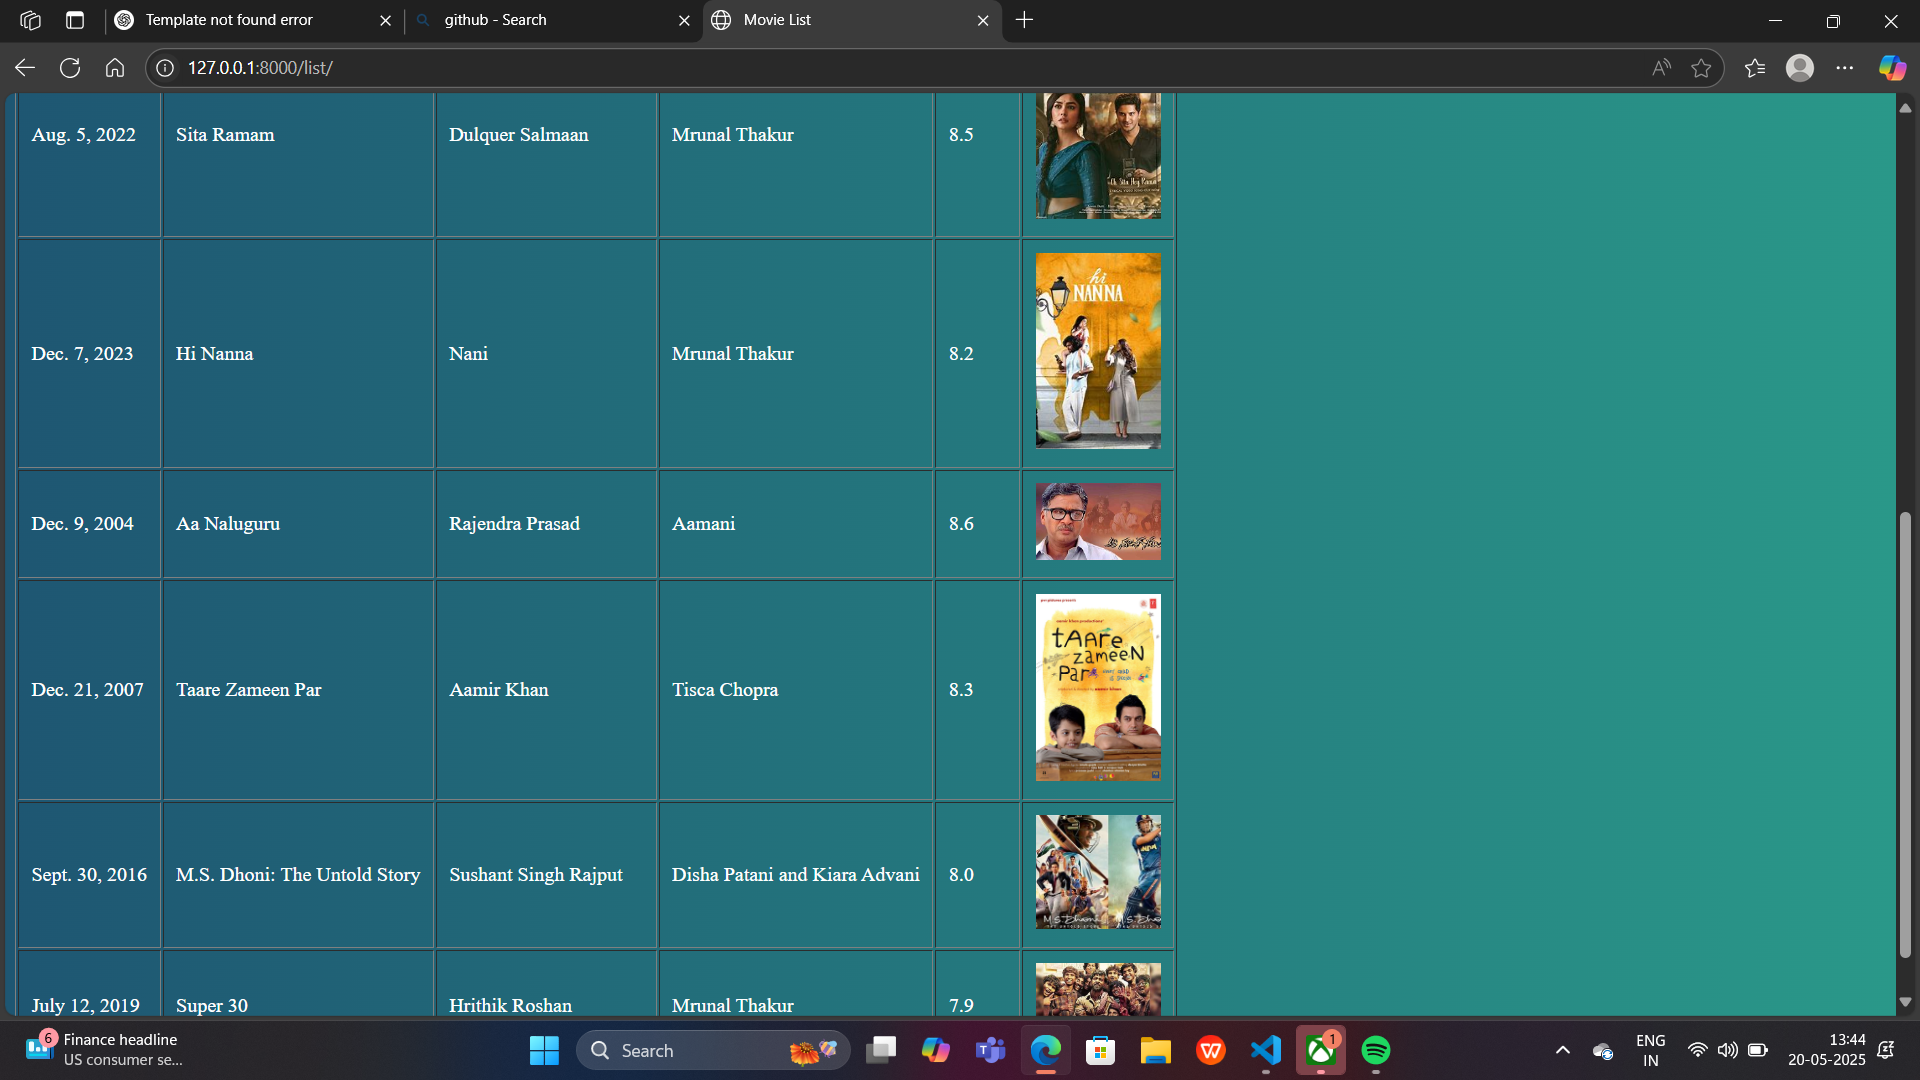 Template not found error
github - Search
Movie List
127.0.0.1:8000/list/
Aug. 5, 2022 Sita Ramam Dulquer Salmaan Mrunal Thakur 8.5
hi
NANNA
Dec. 7, 2023 Hi Nanna Nani Mrunal Thakur 8.2
Dec. 9, 2004 Aa Naluguru Rajendra Prasad Aamani 8.6
tAAre
zameeN
PaR
Dec. 21, 2007 Taare Zameen Par Aamir Khan Tisca Chopra 8.3
Sept. 30, 2016 M.S. Dhoni: The Untold Story Sushant Singh Rajput Disha Patani and Kiara Advani 8.0
July 12, 2019 Super 30 Hrithik Roshan Mrunal Thakur 7.9
6
Finance headline
US consumer se...
Search
1
ENG
IN
13:44
20-05-2025